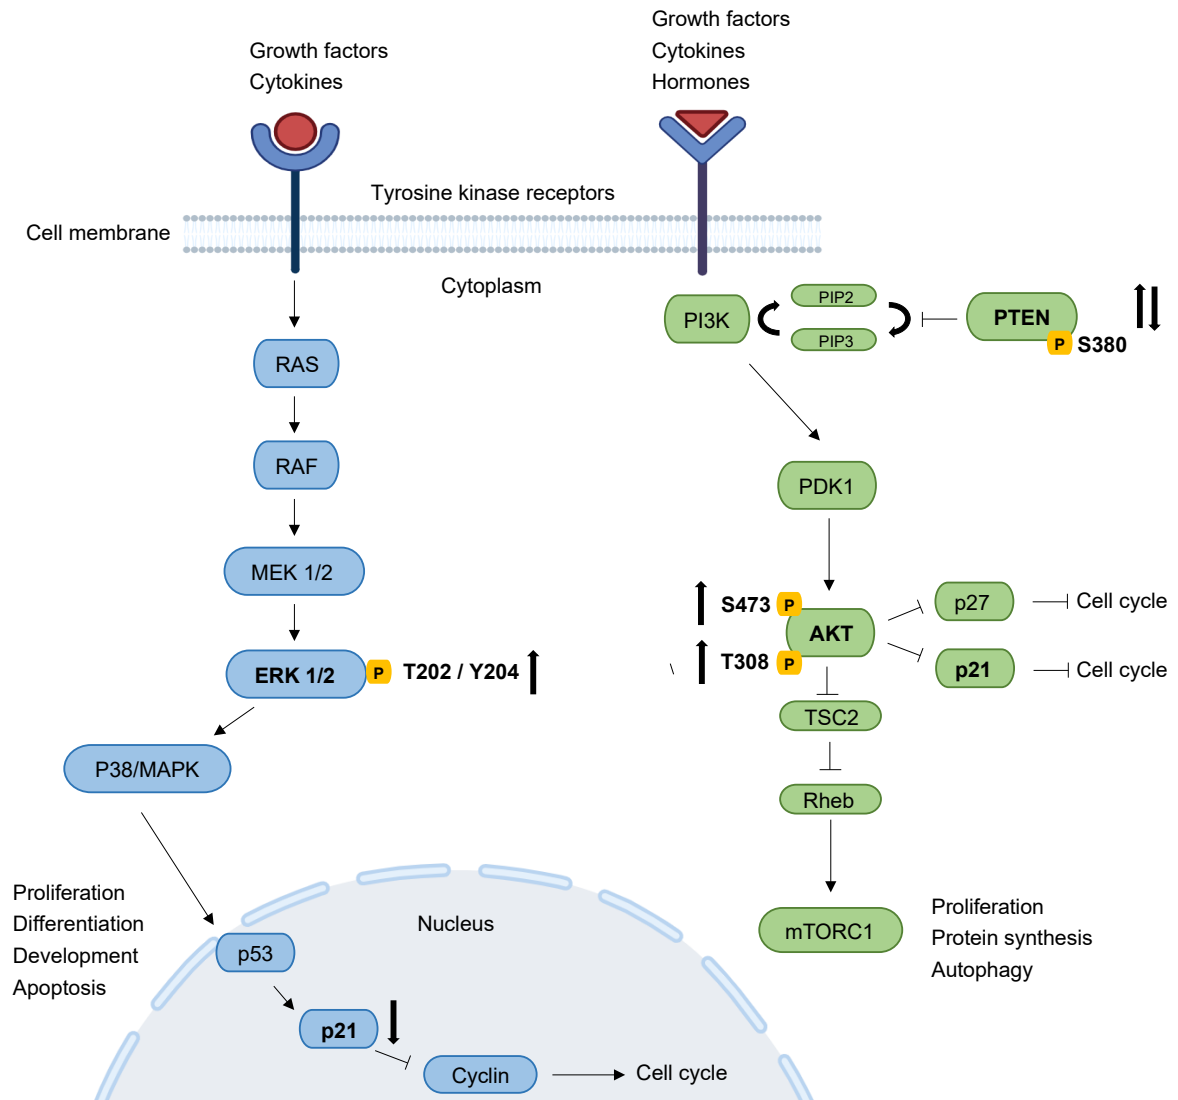 Growth factors
Cytokines
Growth factors
Cytokines
Hormones
Tyrosine kinase receptors
Cell membrane
Cytoplasm
PI3K
PIP2
PIP3
PTEN
P
S380
RAS
RAF
MEK 1/2
ERK 1/2
P
T202 / Y204
P38/MAPK
PDK1
S473
P
T308
P
AKT
p27
Cell cycle
p21
Cell cycle
TSC2
Rheb
mTORC1
Proliferation
Protein synthesis
Autophagy
Proliferation
Differentiation
Development
Apoptosis
Nucleus
p53
p21
Cyclin
Cell cycle